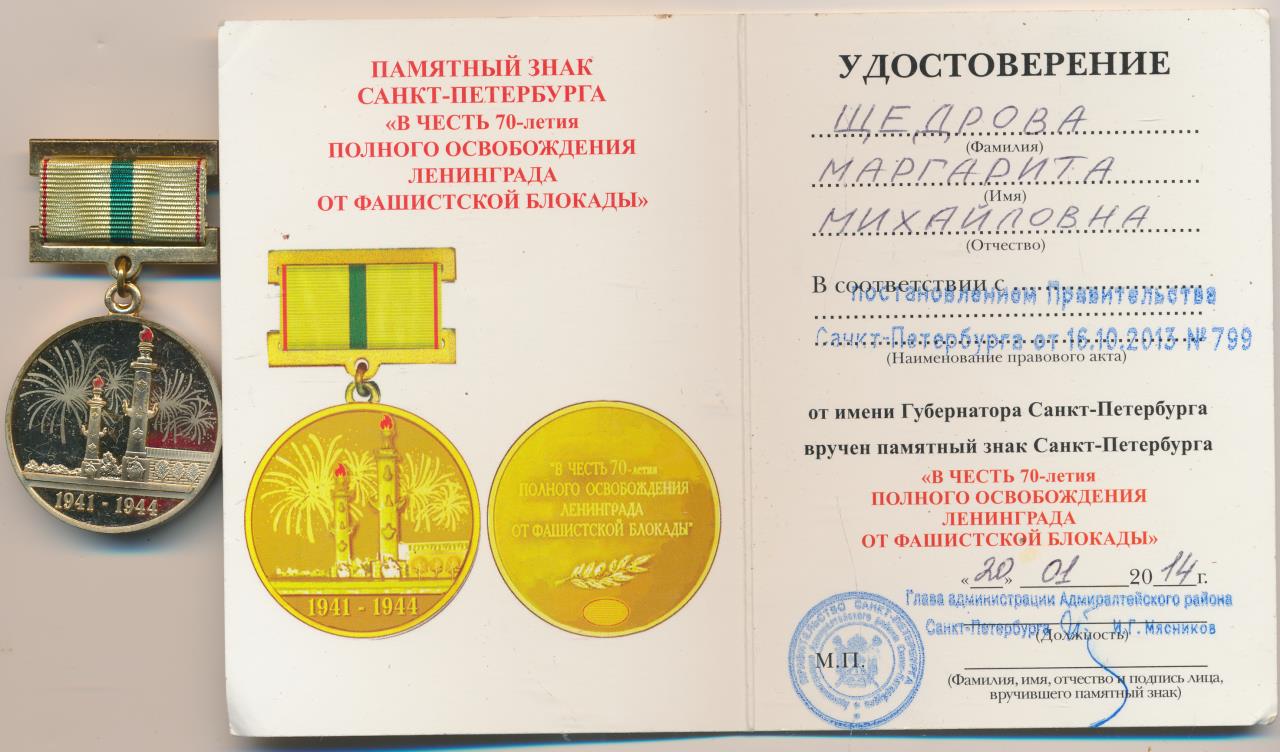 1941 - 1944
ПАМЯТНЫЙ ЗНАК
САНКТ-ПЕТЕРБУРГА
«В ЧЕСТЬ 70-летия
ПОЛНОГО ОСВОБОЖДЕНИЯ
ЛЕНИНГРАДА
ОТ ФАШИСТСКОЙ БЛОКАДЫ»
1941 - 1944
"В ЧЕСТЬ 70-летия
ПОЛНОГО ОСВОБОЖДЕНИЯ
ЛЕНИНГРАДА
ОТ ФАШИСТСКОЙ БЛОКАДЫ"
УДОСТОВЕРЕНИЕ
ЩЕДРОВА
(Фамилия)
МАРГАРИТА
(Имя)
МИХАЙЛОВНА
(Отчество)
В соответствии с
постановлением Правительства
Санкт-Петербурга от 16.10.2013 № 799
(Наименование правового акта)
от имени Губернатора Санкт-Петербурга
вручен памятный знак Санкт-Петербурга
«В ЧЕСТЬ 70-летия
ПОЛНОГО ОСВОБОЖДЕНИЯ
ЛЕНИНГРАДА
ОТ ФАШИСТСКОЙ БЛОКАДЫ»
«20» 01 2014 г.
Глава администрации Адмиралтейского района
Санкт-Петербурга И.Г. Мясников
(Должность)
М.П.
(Фамилия, имя, отчество и подпись лица,
вручившего памятный знак)
ПРАВИТЕЛЬСТВО САНКТ-ПЕТЕРБУРГА